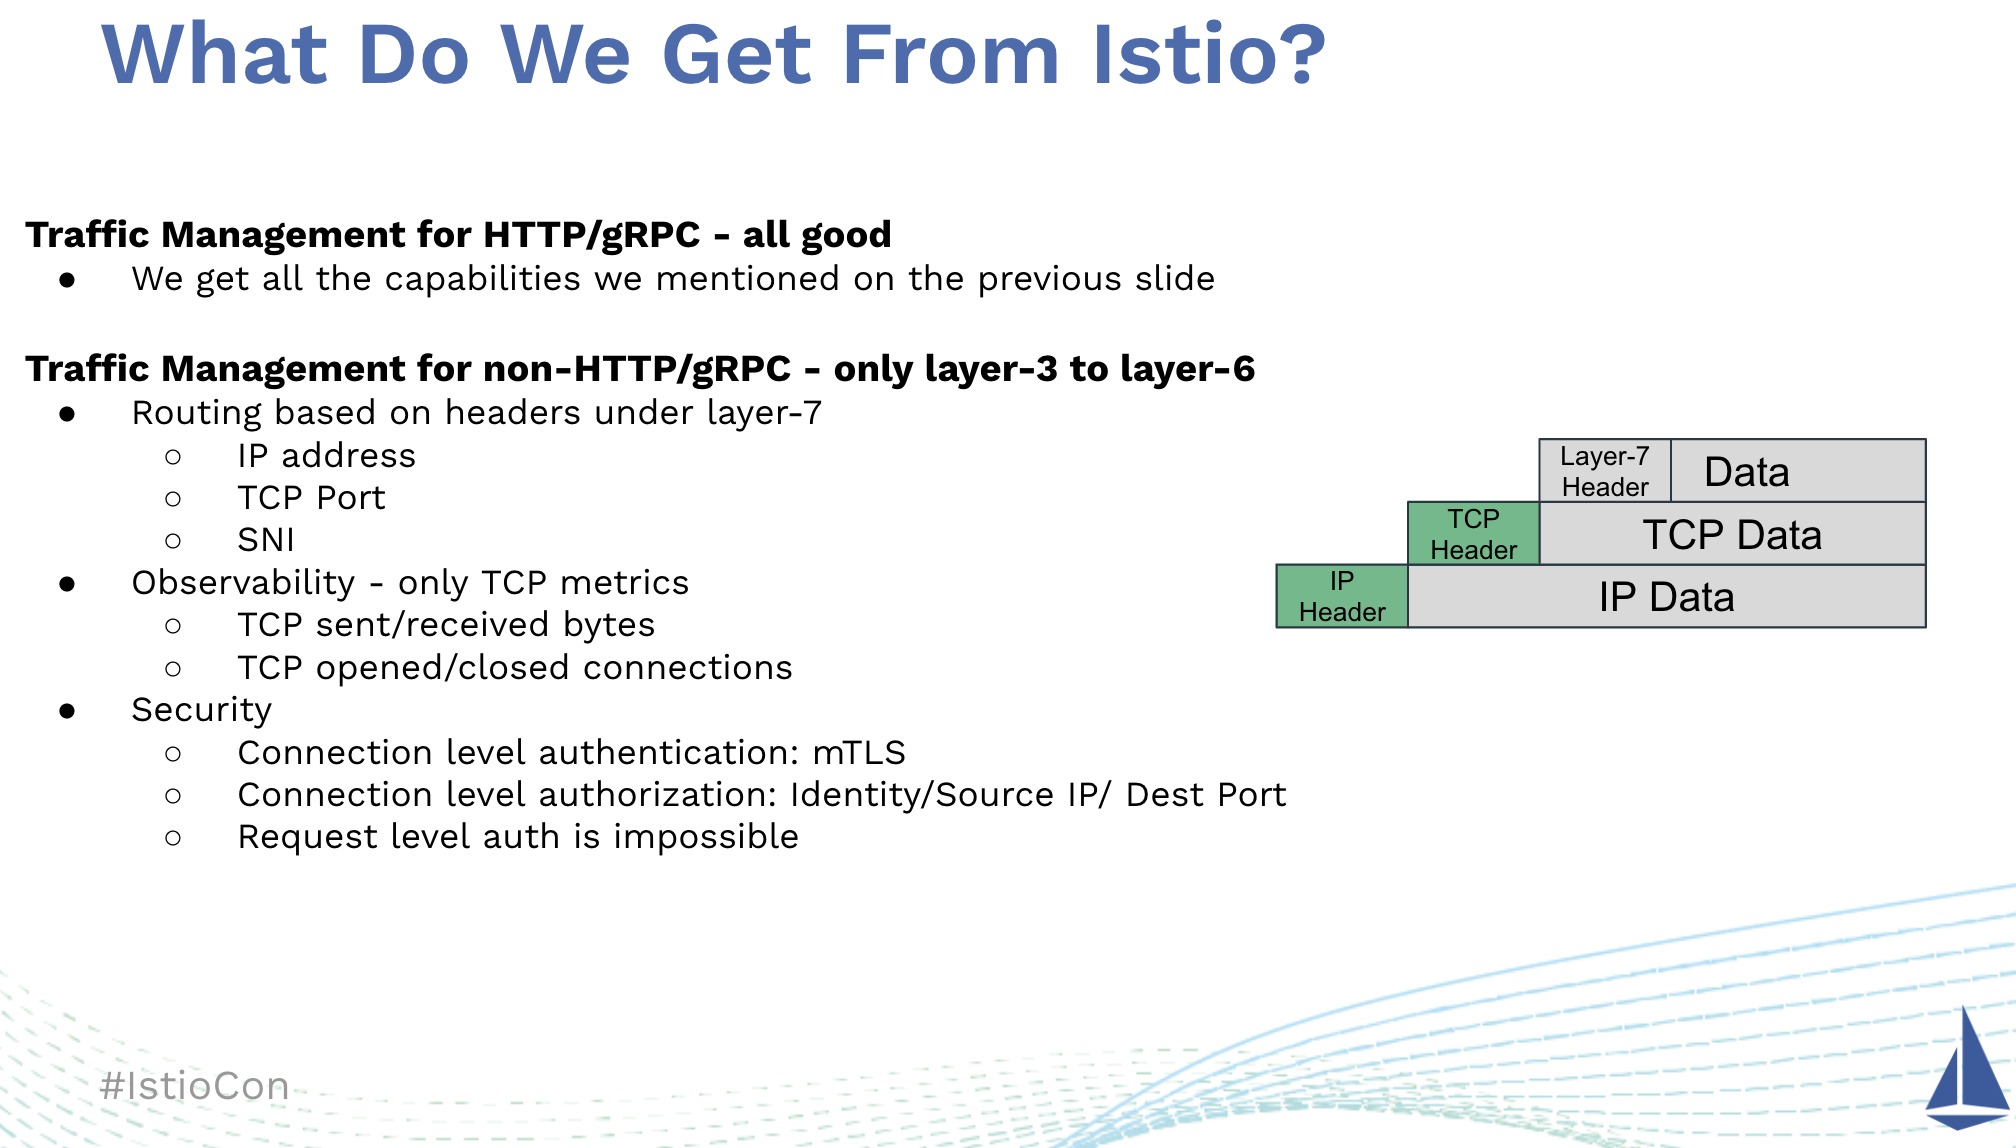 What Do We Get From Istio?
Traffic Management for HTTP/gRPC - all good
● We get all the capabilities we mentioned on the previous slide
Traffic Management for non-HTTP/gRPC - only layer-3 to layer-6
● Routing based on headers under layer-7
○ IP address
○ TCP Port
○ SNI
● Observability - only TCP metrics
○ TCP sent/received bytes
○ TCP opened/closed connections
● Security
○ Connection level authentication: mTLS
○ Connection level authorization: Identity/Source IP/ Dest Port
○ Request level auth is impossible
Layer-7
Header
Data
TCP
Header
TCP Data
IP
Header
IP Data
#IstioCon